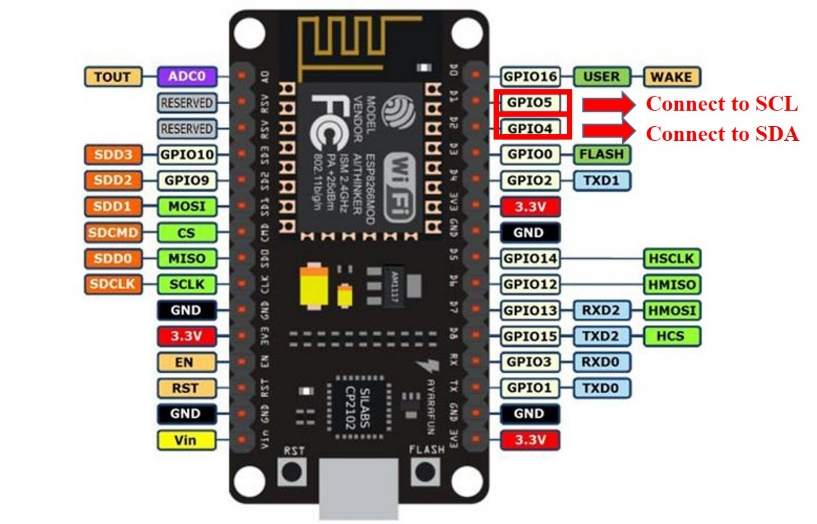 TOUT ADC0 A0 D0 GPIO16 USER WAKE
RESERVED RSV D1 GPIO5 Connect to SCL
RESERVED RSV D2 GPIO4 Connect to SDA
SDD3 GPIO10 SD3 D3 GPIO0 FLASH
SDD2 GPIO9 SD2 D4 GPIO2 TXD1
SDD1 MOSI SD1 3V3 3.3V
SDCMD CS CMD GND GND
SDD0 MISO SD0 D5 GPIO14 HSCLK
SDCLK SCLK CLK D6 GPIO12 HMISO
GND GND D7 GPIO13 RXD2 HMOSI
3.3V 3V3 D8 GPIO15 TXD2 HCS
EN EN RX GPIO3 RXD0
RST RST TX GPIO1 TXD0
GND GND GND GND
Vin Vin 3V3 3.3V
MODEL ESP8266MOD
VENDOR AI/THINKER
ISM 2.4GHz
PA +25dBm
802.11b/g/n
FC
Wi Fi
AM1117
SILABS
CP2102
AYARAFUN
RST
FLASH